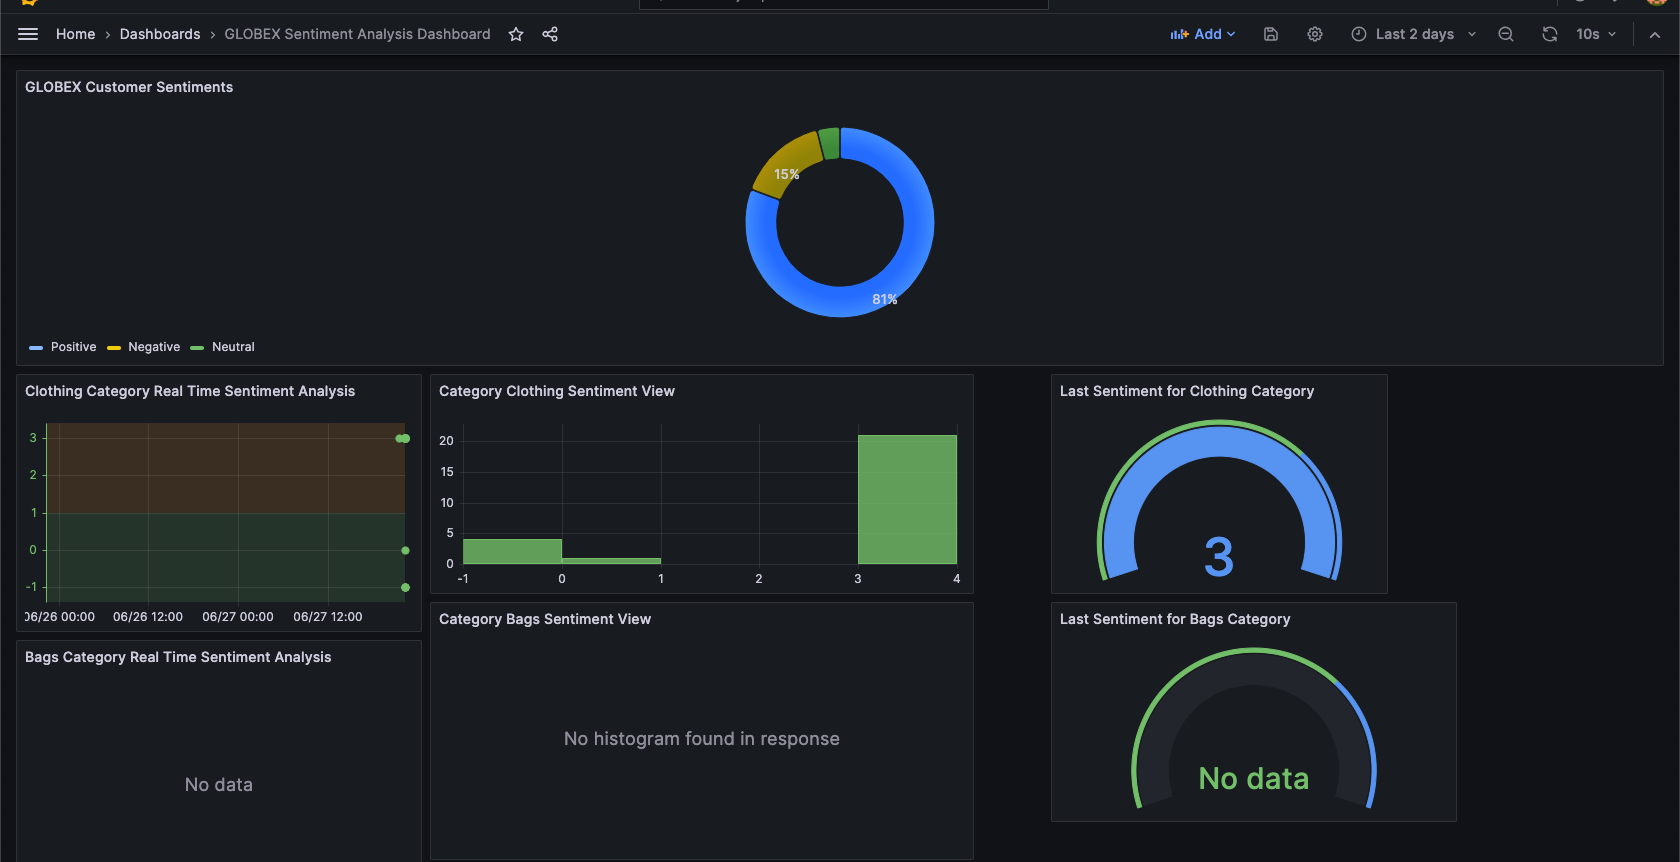 Home › Dashboards › GLOBEX Sentiment Analysis Dashboard
Add
Last 2 days
10s
GLOBEX Customer Sentiments
15%
81%
Positive Negative Neutral
Clothing Category Real Time Sentiment Analysis
3
2
1
0
-1
06/26 00:00 06/26 12:00 06/27 00:00 06/27 12:00
Category Clothing Sentiment View
20
15
10
5
0
-1 0 1 2 3 4
Last Sentiment for Clothing Category
3
Bags Category Real Time Sentiment Analysis
No data
Category Bags Sentiment View
No histogram found in response
Last Sentiment for Bags Category
No data